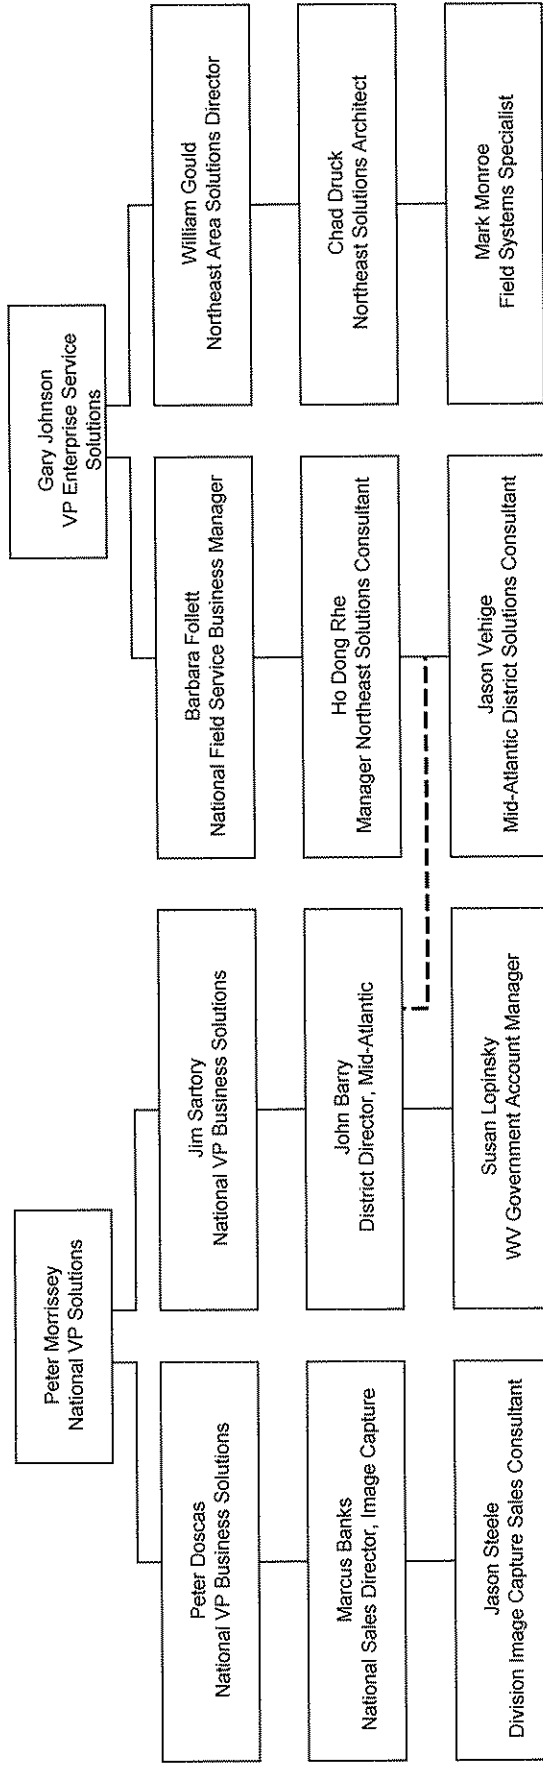 Peter Morrissey
National VP Solutions
Gary Johnson
VP Enterprise Service
Solutions
Peter Doscas
National VP Business Solutions
Jim Sartory
National VP Business Solutions
Barbara Follett
National Field Service Business Manager
William Gould
Northeast Area Solutions Director
Marcus Banks
National Sales Director, Image Capture
John Barry
District Director, Mid-Atlantic
Ho Dong Rhe
Manager Northeast Solutions Consultant
Chad Druck
Northeast Solutions Architect
Jason Steele
Division Image Capture Sales Consultant
Susan Lopinsky
WV Government Account Manager
Jason Vehige
Mid-Atlantic District Solutions Consultant
Mark Monroe
Field Systems Specialist